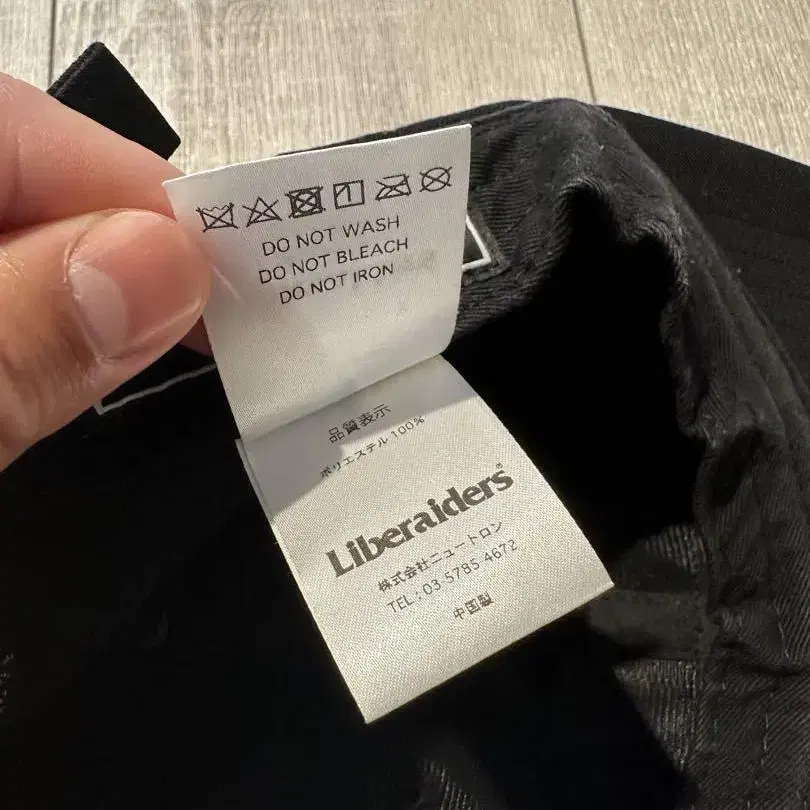 DO NOT WASH
DO NOT BLEACH
DO NOT IRON
品質表示
ポリエステル 100%
Liberaiders®
株式会社ニュートロン
TEL : 03-5785-4672
中国製